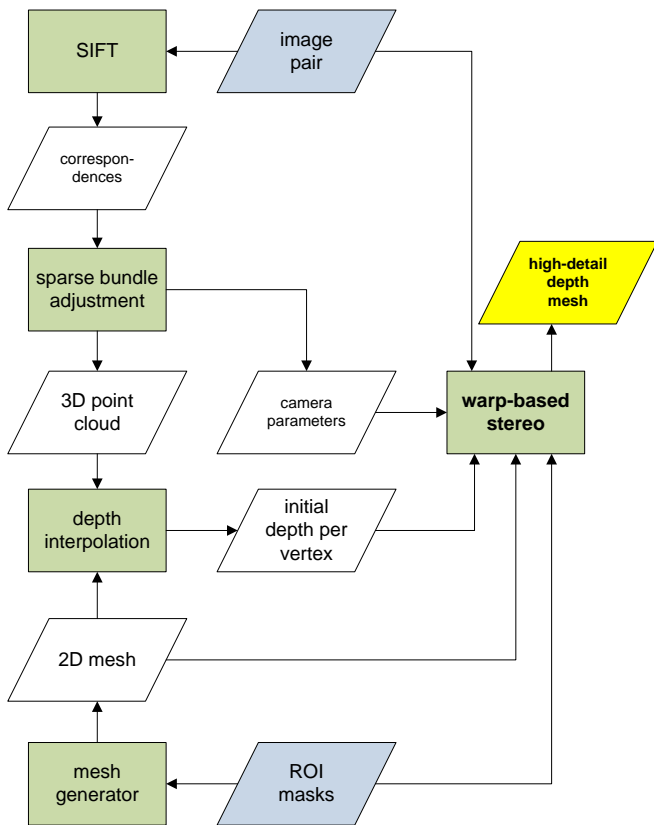 SIFT
image
pair
correspon-
dences
sparse bundle
adjustment
high-detail
depth
mesh
3D point
cloud
camera
parameters
warp-based
stereo
depth
interpolation
initial
depth per
vertex
2D mesh
mesh
generator
ROI
masks